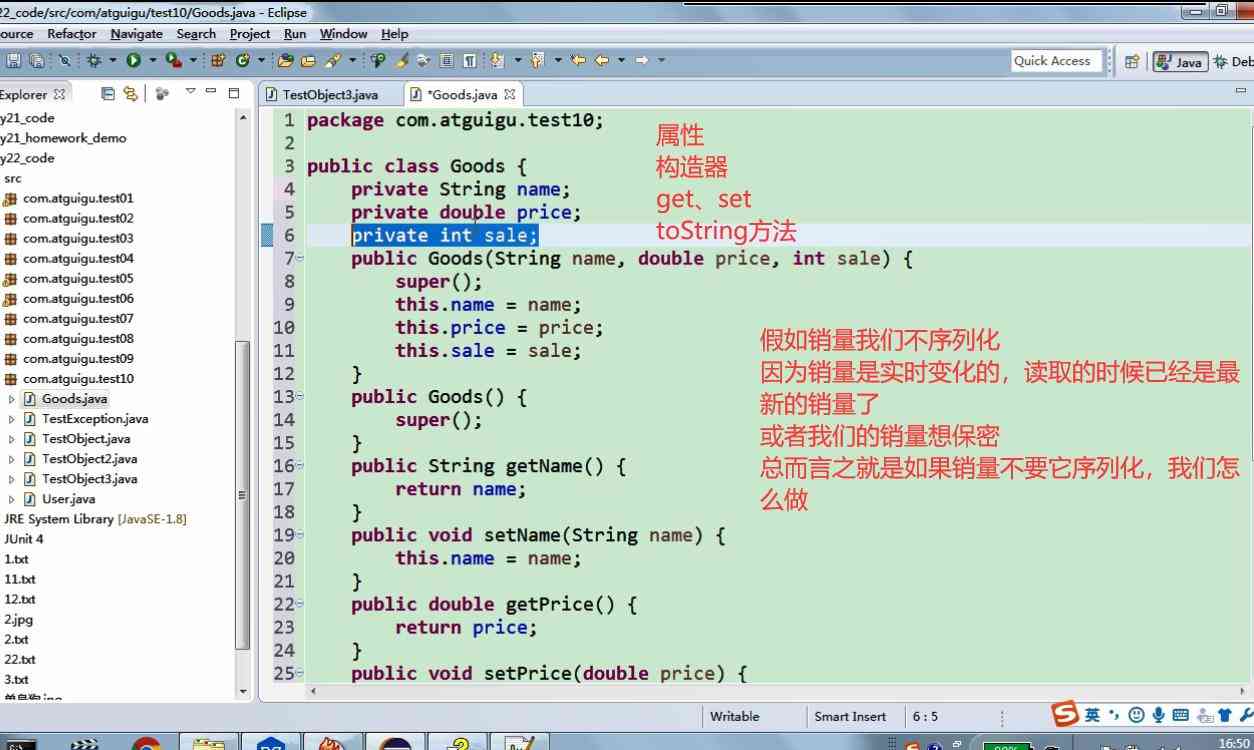 22_code/src/com/atguigu/test10/Goods.java - Eclipse
ource Refactor Navigate Search Project Run Window Help
Quick Access
Java
Deb
Explorer
TestObject3.java
*Goods.java
y21_code
y21_homework_demo
y22_code
src
com.atguigu.test01
com.atguigu.test02
com.atguigu.test03
com.atguigu.test04
com.atguigu.test05
com.atguigu.test06
com.atguigu.test07
com.atguigu.test08
com.atguigu.test09
com.atguigu.test10
Goods.java
TestException.java
TestObject.java
TestObject2.java
TestObject3.java
User.java
JRE System Library [JavaSE-1.8]
JUnit 4
1.txt
11.txt
12.txt
2.jpg
2.txt
22.txt
3.txt
1 package com.atguigu.test10;
2
3 public class Goods {
4 private String name;
5 private double price;
6 private int sale;
7 public Goods(String name, double price, int sale) {
8 super();
9 this.name = name;
10 this.price = price;
11 this.sale = sale;
12 }
13 public Goods() {
14 super();
15 }
16 public String getName() {
17 return name;
18 }
19 public void setName(String name) {
20 this.name = name;
21 }
22 public double getPrice() {
23 return price;
24 }
25 public void setPrice(double price) {
属性
构造器
get、set
toString方法
假如销量我们不序列化
因为销量是实时变化的，读取的时候已经是最
新的销量了
或者我们的销量想保密
总而言之就是如果销量不要它序列化，我们怎
么做
Writable
Smart Insert
6 : 5
英
16:50